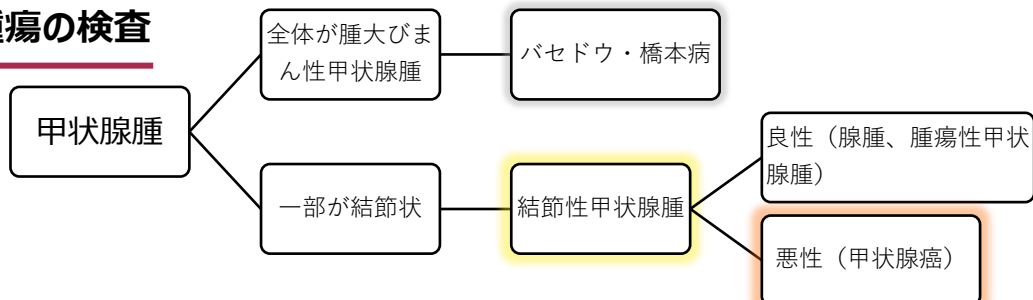 瘍の検査
全体が腫大びま
ん性甲状腺腫
バセドウ・橋本病
甲状腺腫
良性（腺腫、腫瘍性甲状
腺腫）
一部が結節状
結節性甲状腺腫
悪性（甲状腺癌）